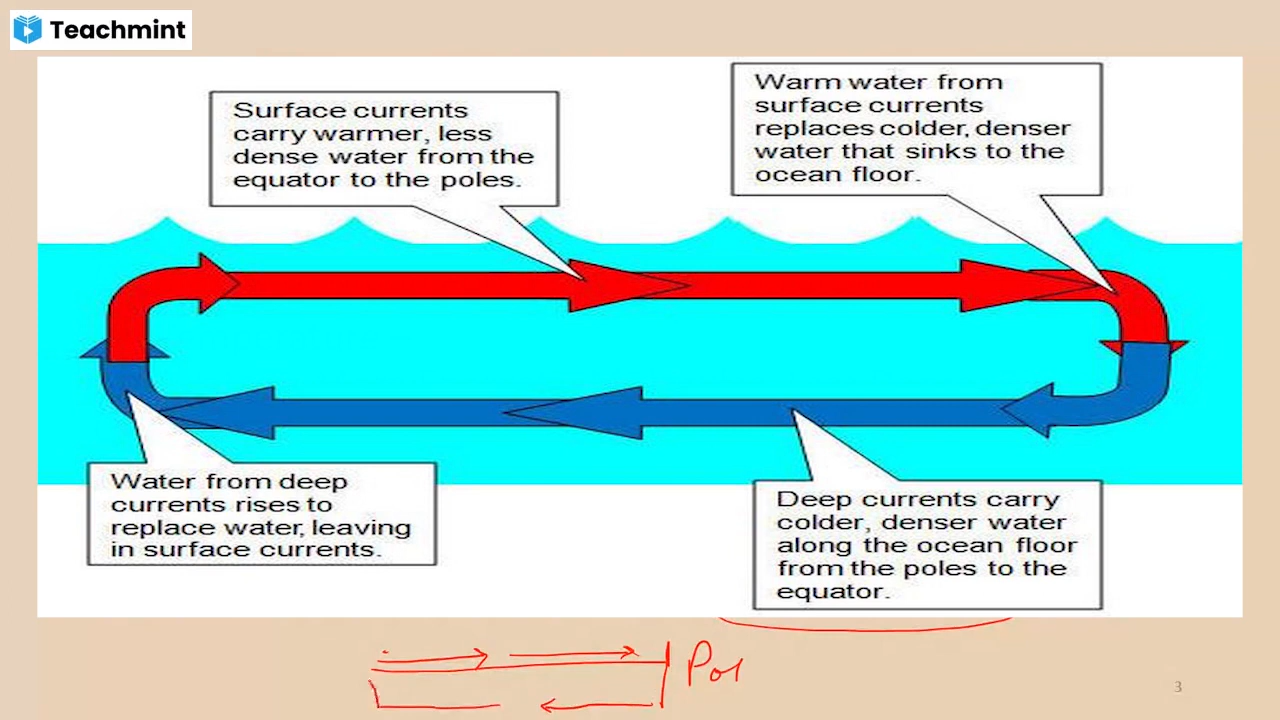 Teachmint
Surface currents
carry warmer, less
dense water from the
equator to the poles.
Warm water from
surface currents
replaces colder, denser
water that sinks to the
ocean floor.
Water from deep
currents rises to
replace water, leaving
in surface currents.
Deep currents carry
colder, denser water
along the ocean floor
from the poles to the
equator.
Pol
3